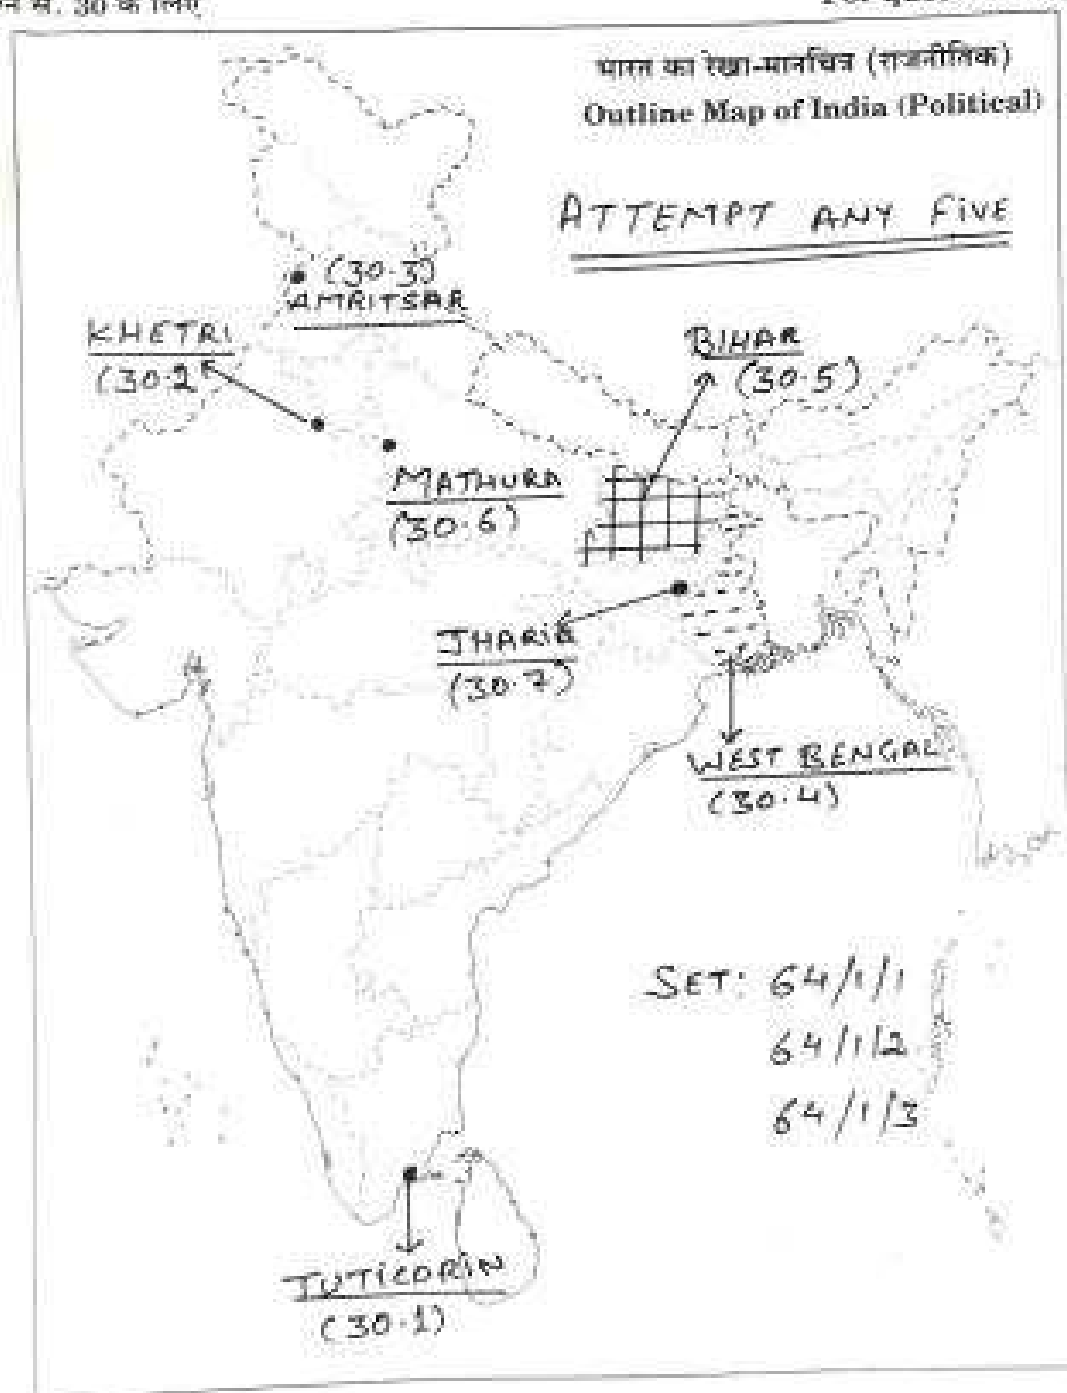 सं. 30 के लिए
भारत का रेखा-मानचित्र (राजनीतिक)
Outline Map of India (Political)
ATTEMPT ANY FIVE
(30.3)
AMRITSAR
KHETRI
(30.2
BIHAR
(30.5)
MATHURA
(30.6)
JHARIA
(30.7)
WEST BENGAL
(30.4)
SET: 64/1/1
64/1/2
64/1/3
TUTICORIN
(30.1)